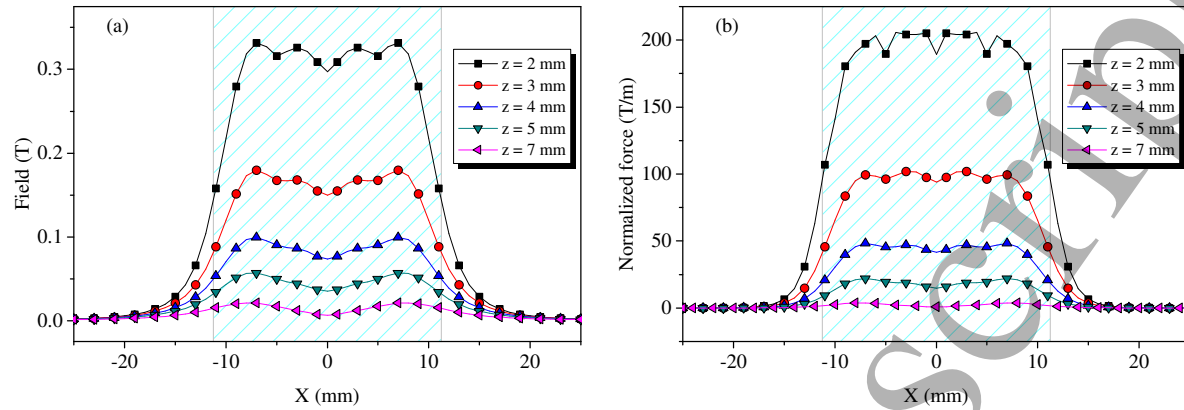 (a)
z = 2 mm
z = 3 mm
z = 4 mm
z = 5 mm
z = 7 mm
0.3
0.2
0.1
0.0
Field (T)
-20
-10
0
10
20
X (mm)
(b)
z = 2 mm
z = 3 mm
z = 4 mm
z = 5 mm
z = 7 mm
200
150
100
50
0
Normalized force (T/m)
-20
-10
0
10
20
X (mm)
scrip